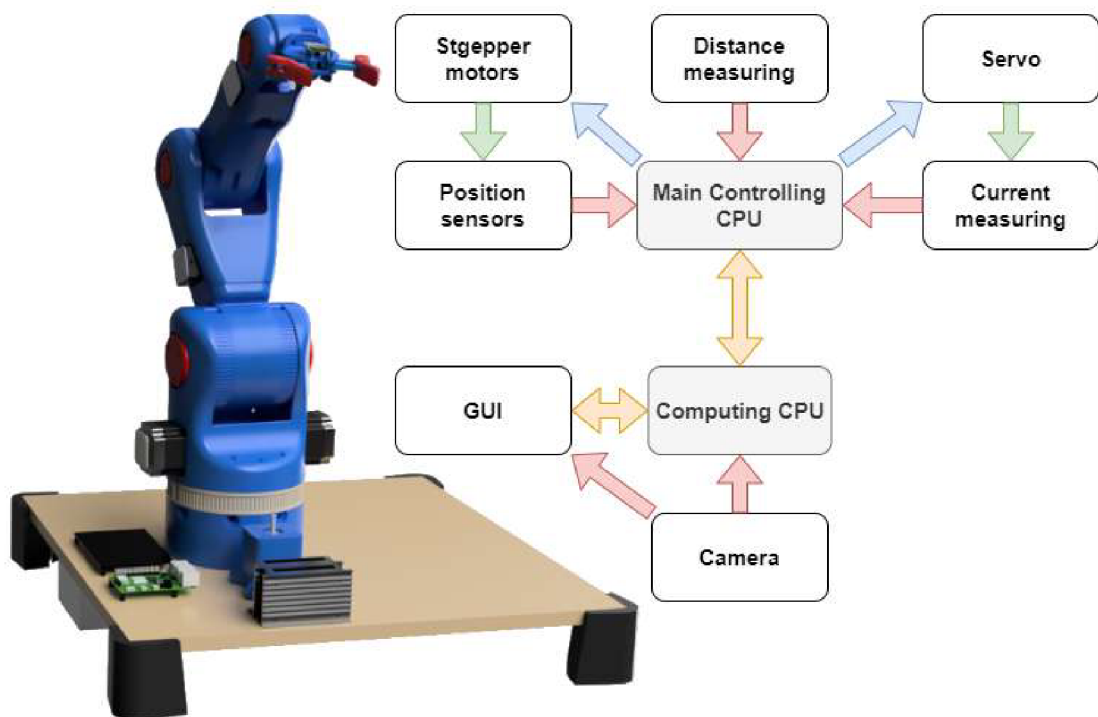 Stgepper
motors
Distance
measuring
Servo
Position
sensors
Main Controlling
CPU
Current
measuring
GUI
Computing CPU
Camera